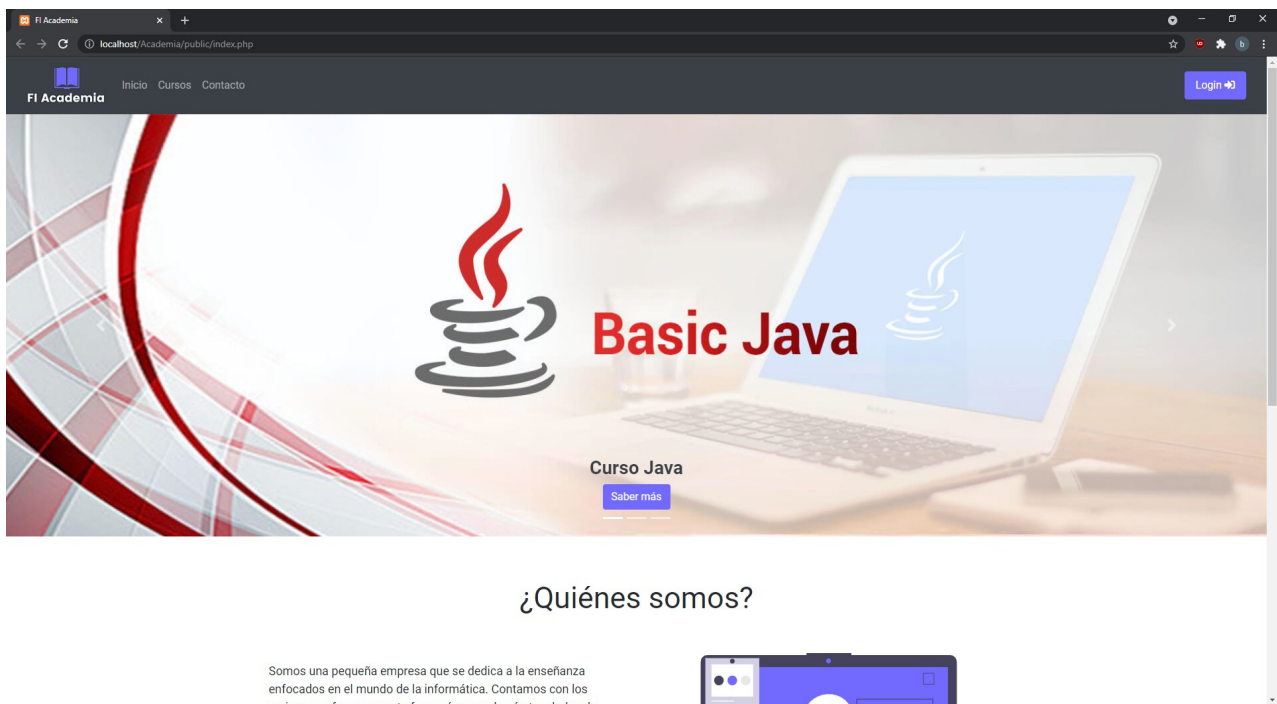 FI Academia
localhost/Academia/public/index.php
b
FI Academia
Inicio Cursos Contacto
Login
Basic Java
Curso Java
Saber más
¿Quiénes somos?
Somos una pequeña empresa que se dedica a la enseñanza
enfocados en el mundo de la informática. Contamos con los